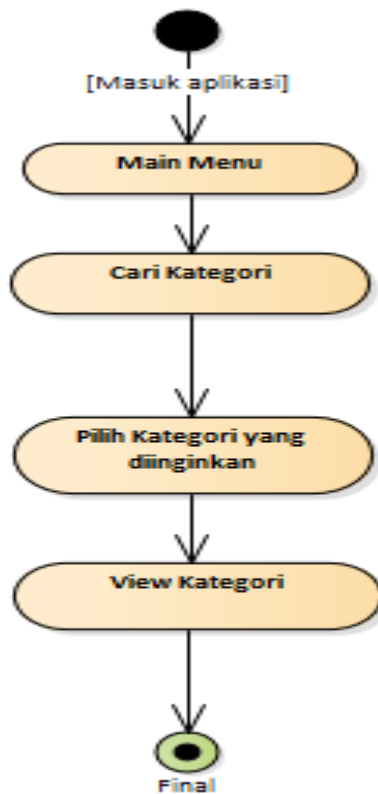 [Masuk aplikasi]
Main Menu
Cari Kategori
Pilih Kategori yang
diinginkan
View Kategori
Final